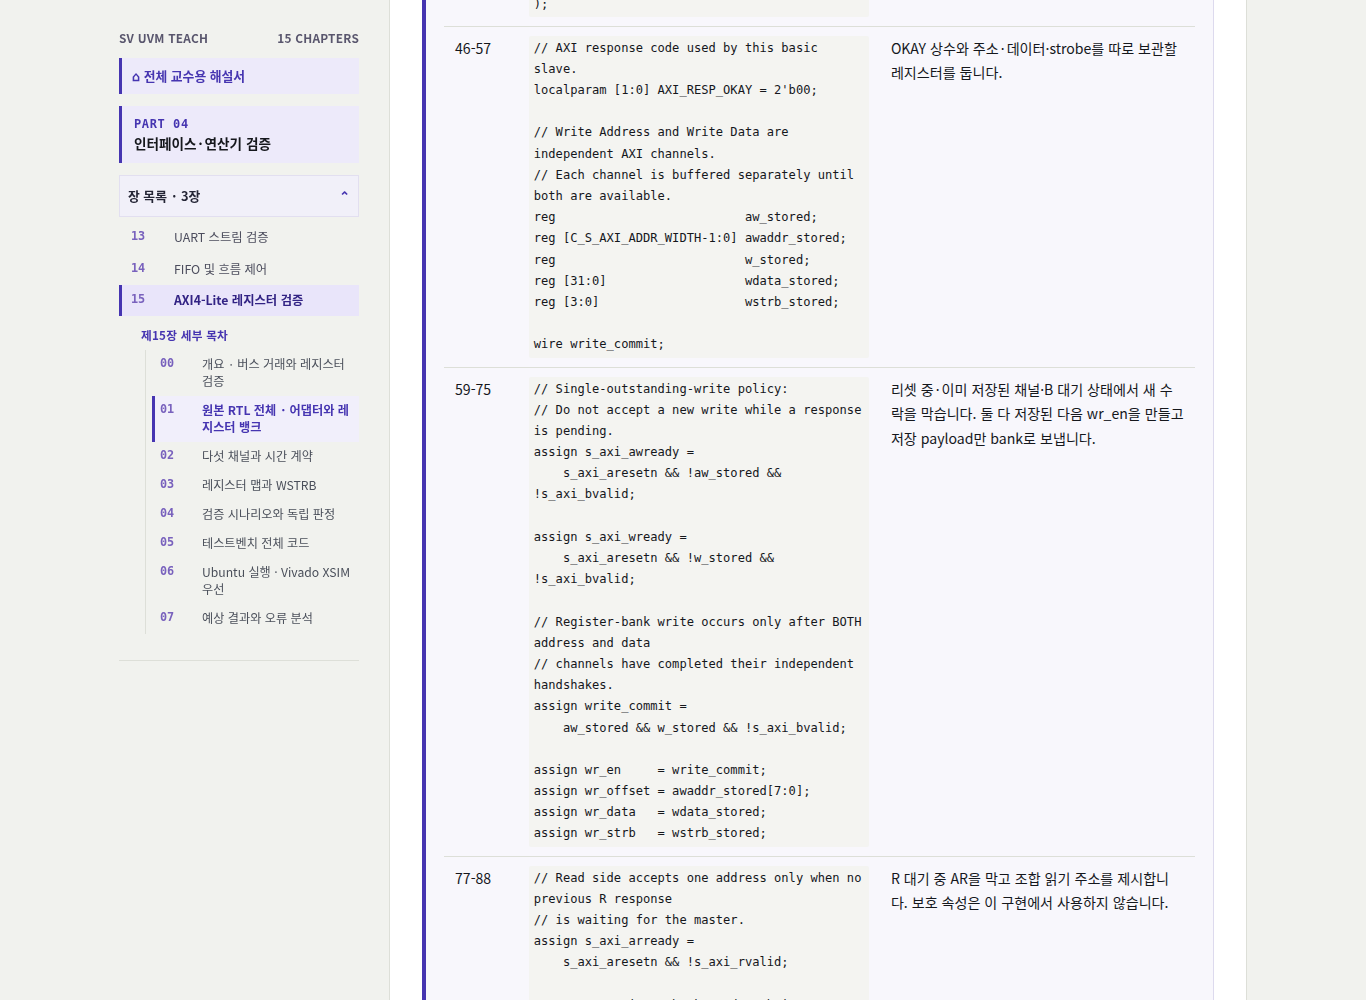 SV UVM TEACH 15 CHAPTERS
⌂ 전체 교수용 해설서
PART 04
인터페이스·연산기 검증
장 목록 · 3장
13 UART 스트림 검증
14 FIFO 및 흐름 제어
15 AXI4-Lite 레지스터 검증
제15장 세부 목차
00 개요 · 버스 거래와 레지스터
검증
01 원본 RTL 전체 · 어댑터와 레
지스터 뱅크
02 다섯 채널과 시간 계약
03 레지스터 맵과 WSTRB
04 검증 시나리오와 독립 판정
05 테스트벤치 전체 코드
06 Ubuntu 실행 · Vivado XSIM
우선
07 예상 결과와 오류 분석
);
46-57
// AXI response code used by this basic
slave.
localparam [1:0] AXI_RESP_OKAY = 2'b00;
// Write Address and Write Data are
independent AXI channels.
// Each channel is buffered separately until
both are available.
reg                          aw_stored;
reg [C_S_AXI_ADDR_WIDTH-1:0] awaddr_stored;
reg                          w_stored;
reg [31:0]                   wdata_stored;
reg [3:0]                    wstrb_stored;
wire write_commit;
OKAY 상수와 주소·데이터·strobe를 따로 보관할
레지스터를 둡니다.
59-75
// Single-outstanding-write policy:
// Do not accept a new write while a response
is pending.
assign s_axi_awready =
    s_axi_aresetn && !aw_stored &&
!s_axi_bvalid;
assign s_axi_wready =
    s_axi_aresetn && !w_stored &&
!s_axi_bvalid;
// Register-bank write occurs only after BOTH
address and data
// channels have completed their independent
handshakes.
assign write_commit =
    aw_stored && w_stored && !s_axi_bvalid;
assign wr_en     = write_commit;
assign wr_offset = awaddr_stored[7:0];
assign wr_data   = wdata_stored;
assign wr_strb   = wstrb_stored;
리셋 중·이미 저장된 채널·B 대기 상태에서 새 수
락을 막습니다. 둘 다 저장된 다음 wr_en을 만들고
저장 payload만 bank로 보냅니다.
77-88
// Read side accepts one address only when no
previous R response
// is waiting for the master.
assign s_axi_arready =
    s_axi_aresetn && !s_axi_rvalid;
R 대기 중 AR을 막고 조합 읽기 주소를 제시합니
다. 보호 속성은 이 구현에서 사용하지 않습니다.